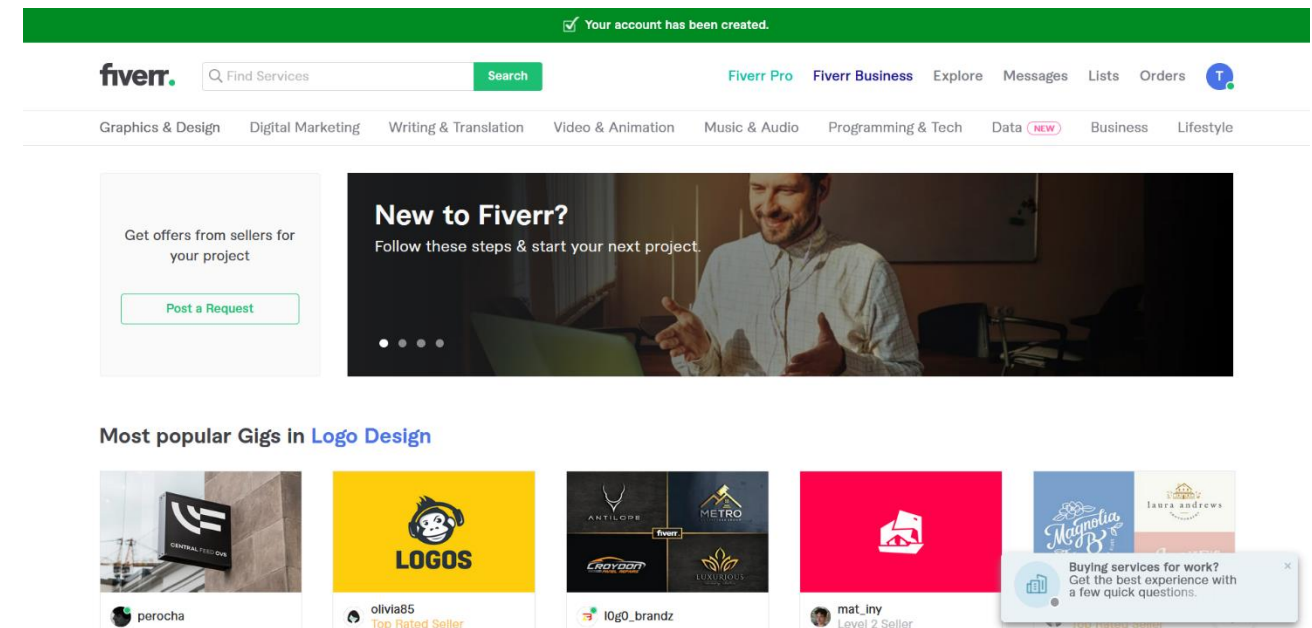 Your account has been created.
fiverr.
Find Services
Search
Fiverr Pro
Fiverr Business
Explore
Messages
Lists
Orders
T
Graphics & Design
Digital Marketing
Writing & Translation
Video & Animation
Music & Audio
Programming & Tech
Data NEW
Business
Lifestyle
Get offers from sellers for
your project
Post a Request
New to Fiverr?
Follow these steps & start your next project.
Most popular Gigs in Logo Design
CENTRAL FEED OVE
LOGOS
ANTILOPE
METRO
fiverr.
CROYDON
LUXURIOUS
Magnolia
laura andrews
perocha
olivia85
Top Rated Seller
l0g0_brandz
mat_iny
Level 2 Seller
Buying services for work?
Get the best experience with
a few quick questions.
Top Rated Seller